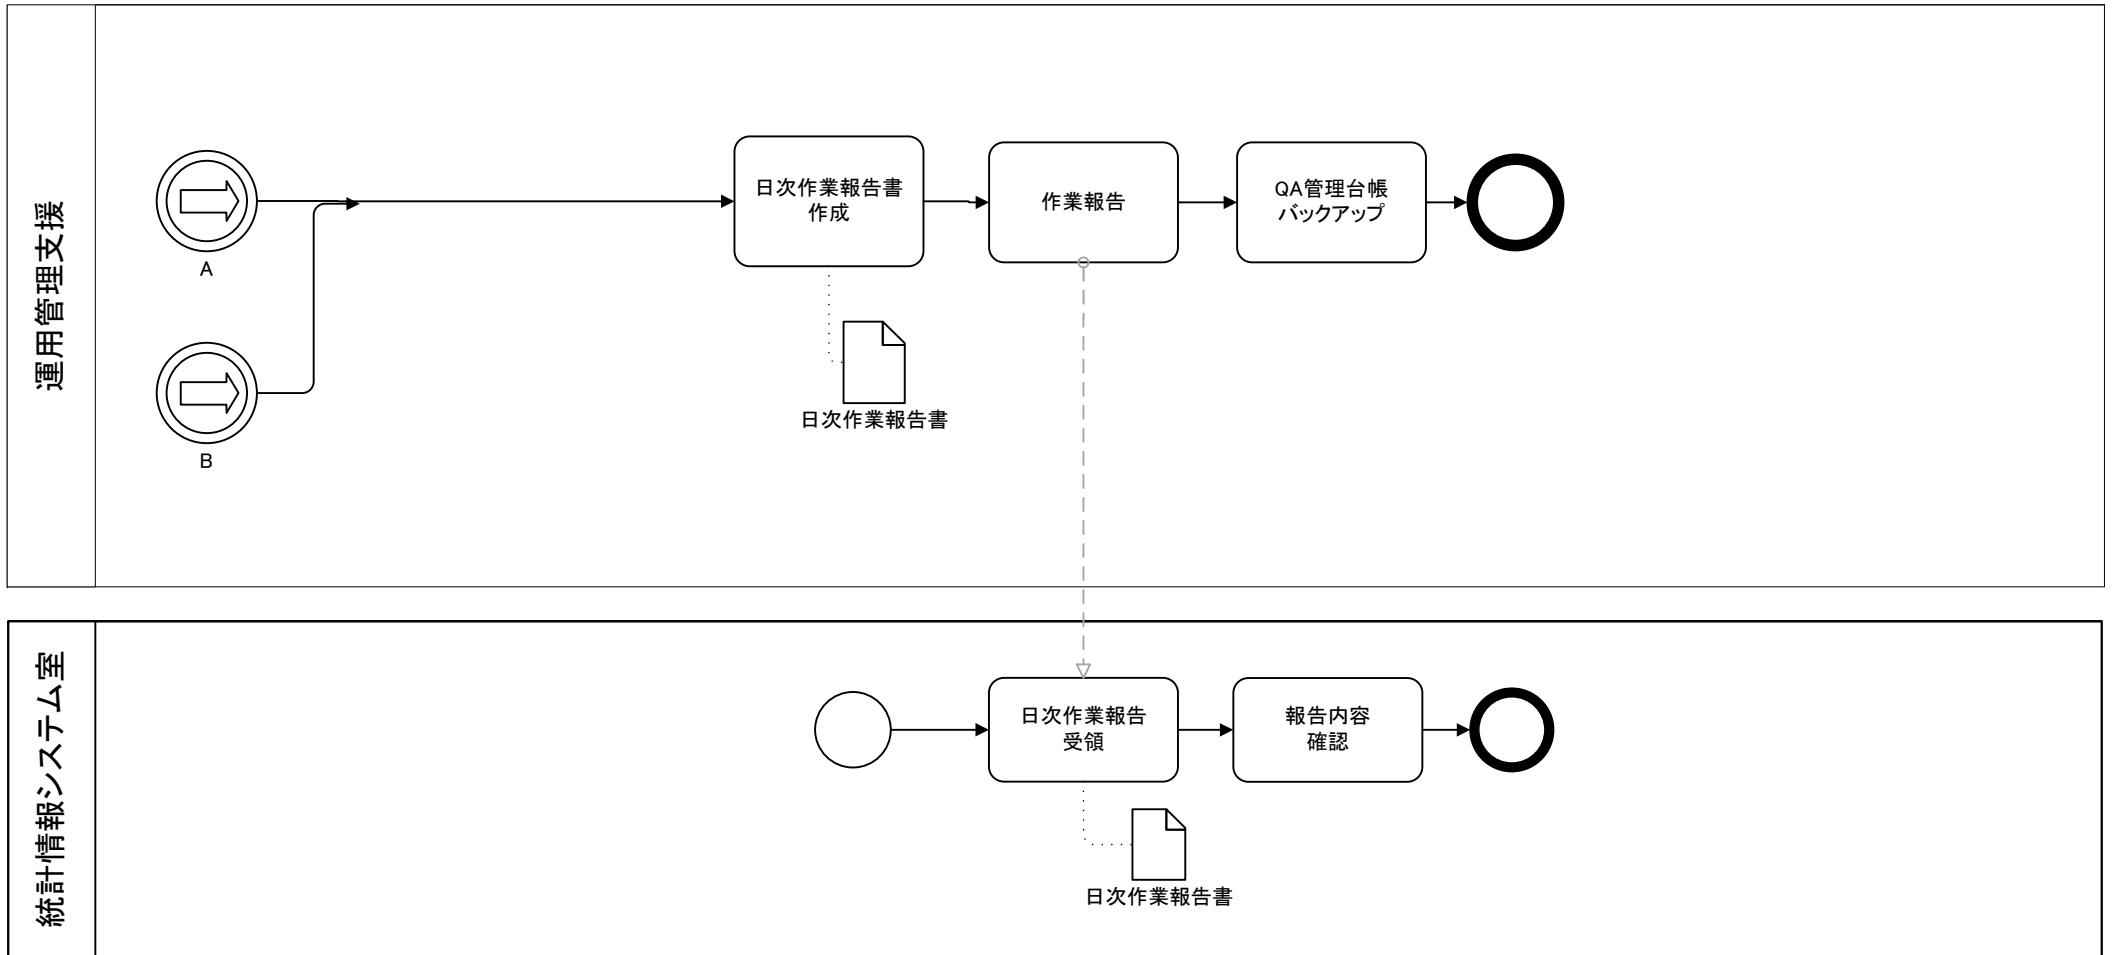 運用管理支援
A
B
日次作業報告書
作成
作業報告
QA管理台帳
バックアップ
日次作業報告書
統計情報システム室
日次作業報告
受領
報告内容
確認
日次作業報告書